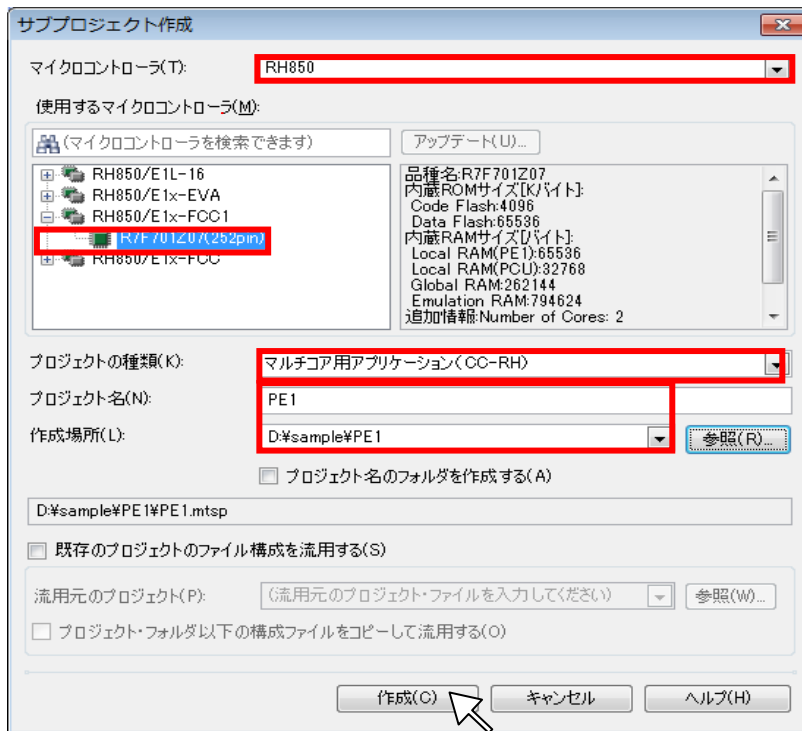 サブプロジェクト作成
マイクロコントローラ(T): RH850
使用するマイクロコントローラ(M):
(マイクロコントローラを検索できます) アップデート(U)...
RH850/E1L-16
RH850/E1x-EVA
RH850/E1x-FCC1
R7F701Z07(252pin)
RH850/E1x-FCC
品種名:R7F701Z07
内蔵ROMサイズ[Kバイト]:
Code Flash:4096
Data Flash:65536
内蔵RAMサイズ[バイト]:
Local RAM(PE1):65536
Local RAM(PCU):32768
Global RAM:262144
Emulation RAM:794624
追加情報:Number of Cores: 2
プロジェクトの種類(K): マルチコア用アプリケーション(CC-RH)
プロジェクト名(N): PE1
作成場所(L): D:¥sample¥PE1 参照(R)...
プロジェクト名のフォルダを作成する(A)
D:¥sample¥PE1¥PE1.mtsp
既存のプロジェクトのファイル構成を流用する(S)
流用元のプロジェクト(P): (流用元のプロジェクト・ファイルを入力してください) 参照(W)...
プロジェクト・フォルダ以下の構成ファイルをコピーして流用する(O)
作成(C) キャンセル ヘルプ(H)